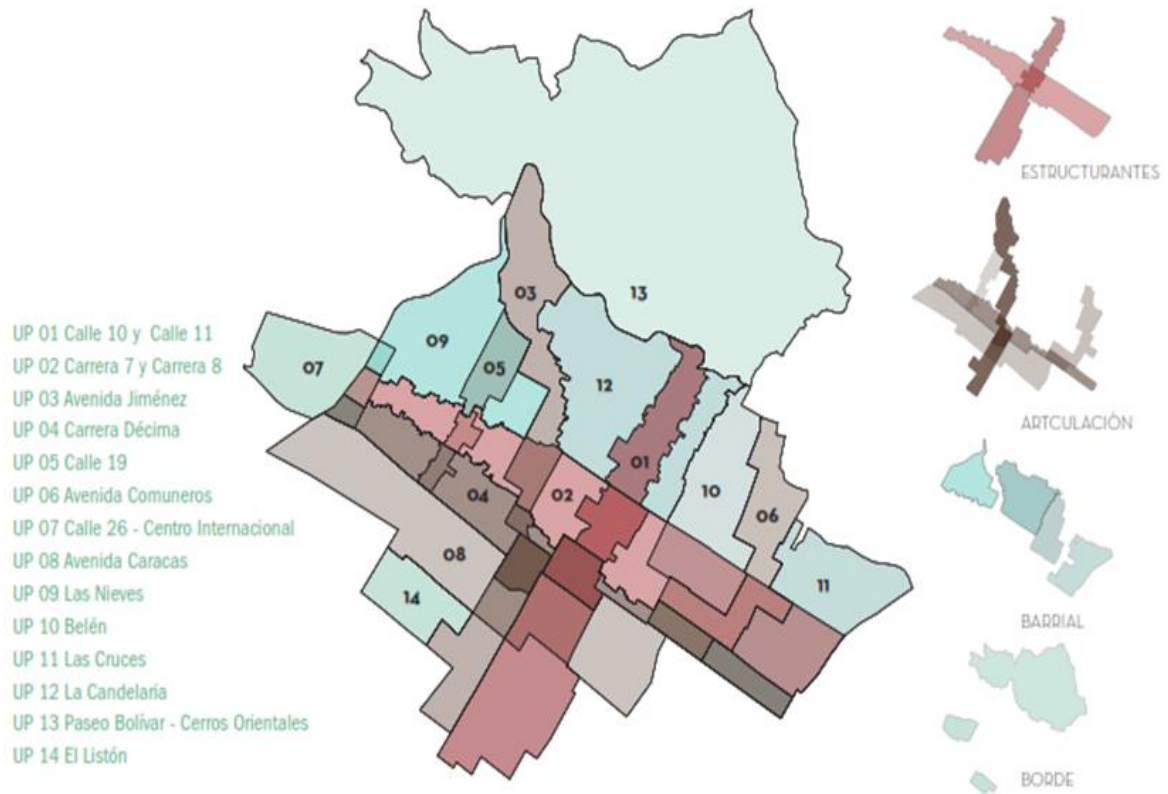 UP 01 Calle 10 y Calle 11
UP 02 Carrera 7 y Carrera 8
UP 03 Avenida Jiménez
UP 04 Carrera Décima
UP 05 Calle 19
UP 06 Avenida Comuneros
UP 07 Calle 26 - Centro Internacional
UP 08 Avenida Caracas
UP 09 Las Nieves
UP 10 Belén
UP 11 Las Cruces
UP 12 La Candelaria
UP 13 Paseo Bolívar - Cerros Orientales
UP 14 El Listón
03
13
09
07
05
12
01
04
02
10
06
08
11
14
ESTRUCTURANTES
ARTCULACIÓN
BARRIAL
BORDE